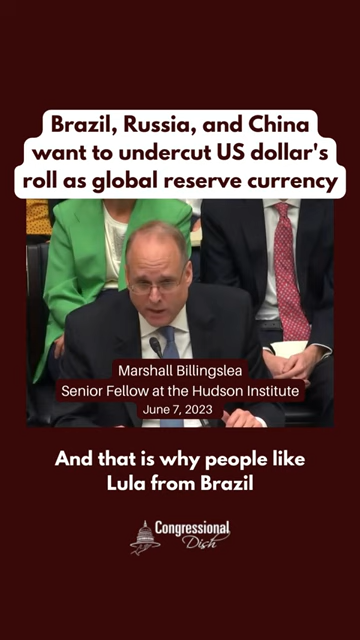 Brazil, Russia, and China
want to undercut US dollar's
roll as global reserve currency
Marshall Billingslea
Senior Fellow at the Hudson Institute
June 7, 2023
And that is why people like
Lula from Brazil
Congressional
Dish